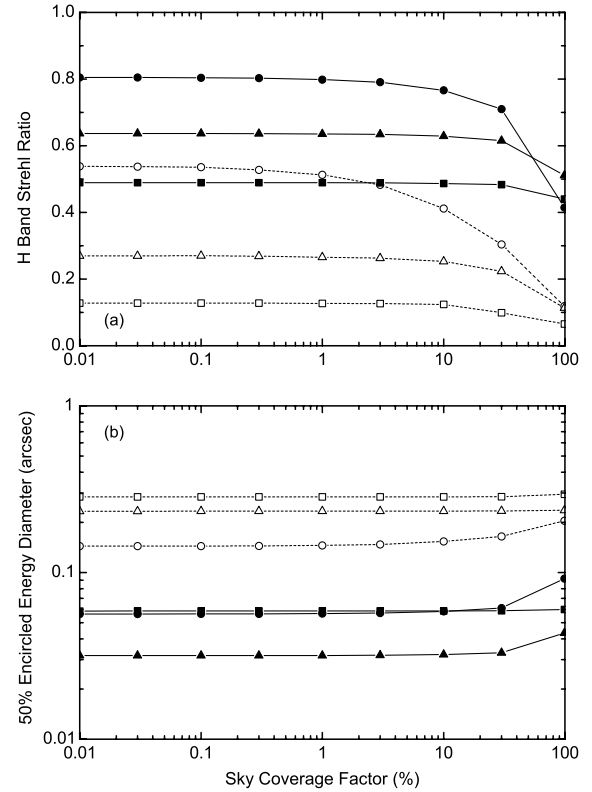 1.0
0.8
0.6
0.4
0.2
0.0
H Band Strehl Ratio
(a)
0.01 0.1 1 10 100
1
0.1
0.01
50% Encircled Energy Diameter (arcsec)
(b)
0.01 0.1 1 10 100
Sky Coverage Factor (%)